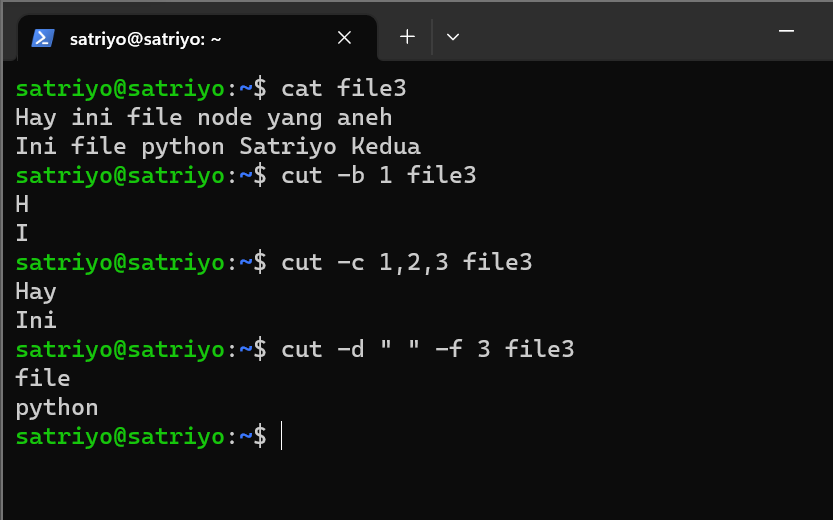 satriyo@satriyo: ~
satriyo@satriyo:~$ cat file3
Hay ini file node yang aneh
Ini file python Satriyo Kedua
satriyo@satriyo:~$ cut -b 1 file3
H
I
satriyo@satriyo:~$ cut -c 1,2,3 file3
Hay
Ini
satriyo@satriyo:~$ cut -d " " -f 3 file3
file
python
satriyo@satriyo:~$